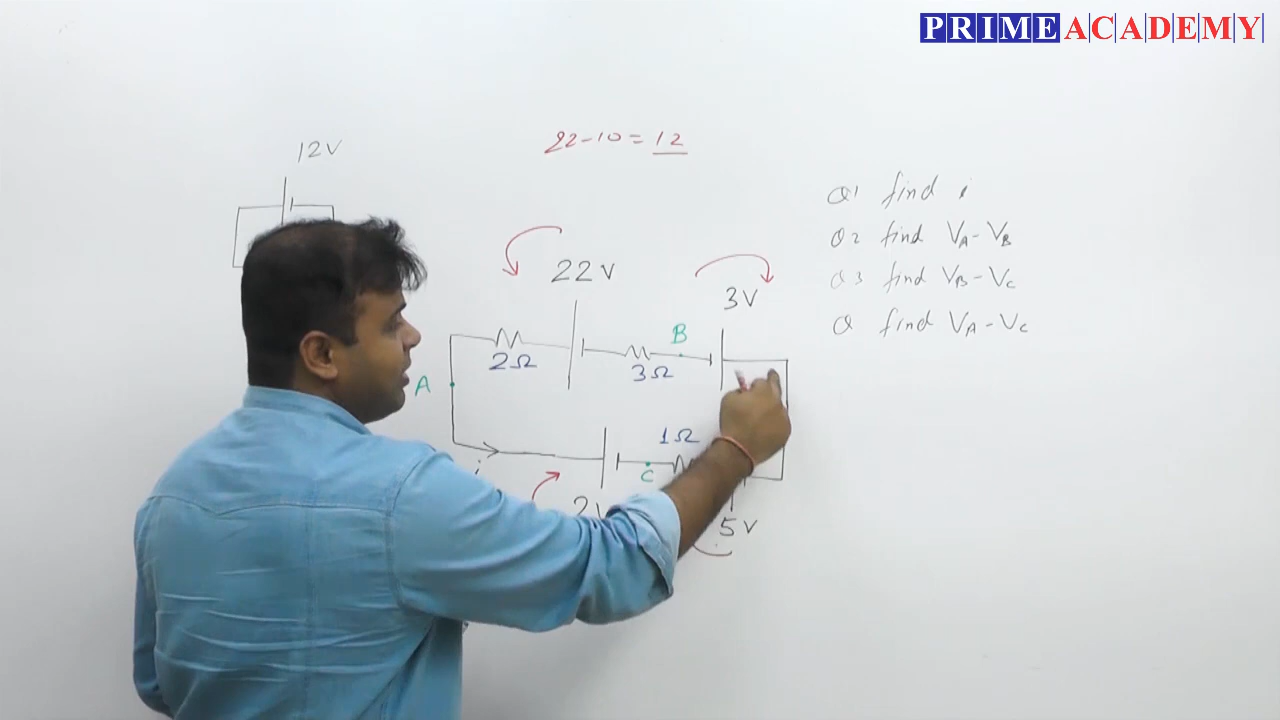 PRIME ACADEMY
12V
22-10=12
Q1 find i
Q2 find VA-VB
Q3 find VB-VC
Q find VA-VC
22V
3V
B
2Ω
3Ω
A
1Ω
i
C
2V
5V